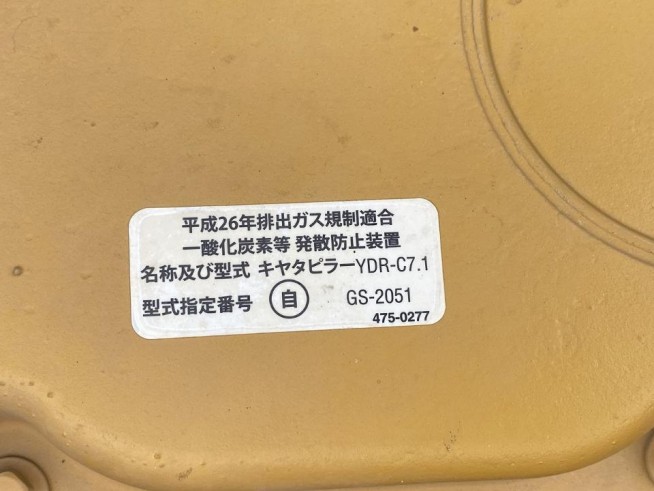 平成26年排出ガス規制適合
一酸化炭素等 発散防止装置
名称及び型式 キヤタピラーYDR-C7.1
型式指定番号 自 GS-2051
475-0277